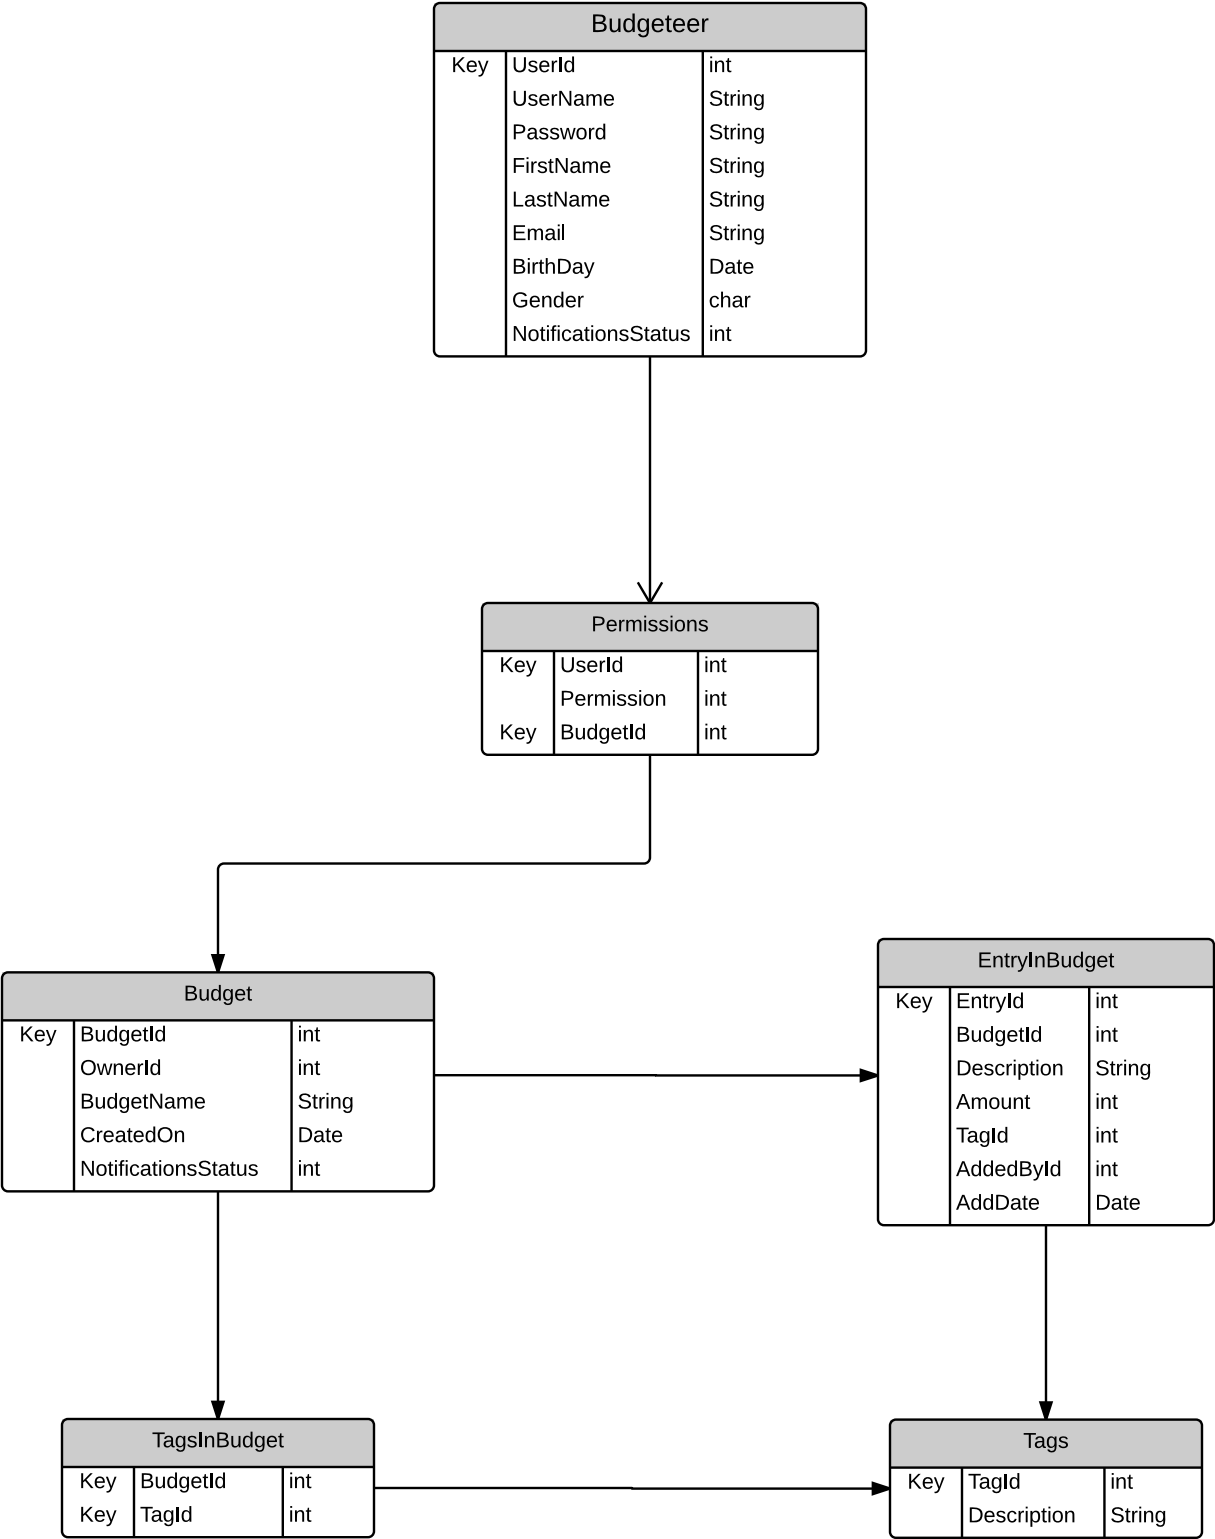 Budgeteer
Key UserId int
UserName String
Password String
FirstName String
LastName String
Email String
BirthDay Date
Gender char
NotificationsStatus int
Permissions
Key UserId int
Permission int
Key BudgetId int
Budget
Key BudgetId int
OwnerId int
BudgetName String
CreatedOn Date
NotificationsStatus int
EntryInBudget
Key EntryId int
BudgetId int
Description String
Amount int
TagId int
AddedById int
AddDate Date
TagsInBudget
Key BudgetId int
Key TagId int
Tags
Key TagId int
Description String